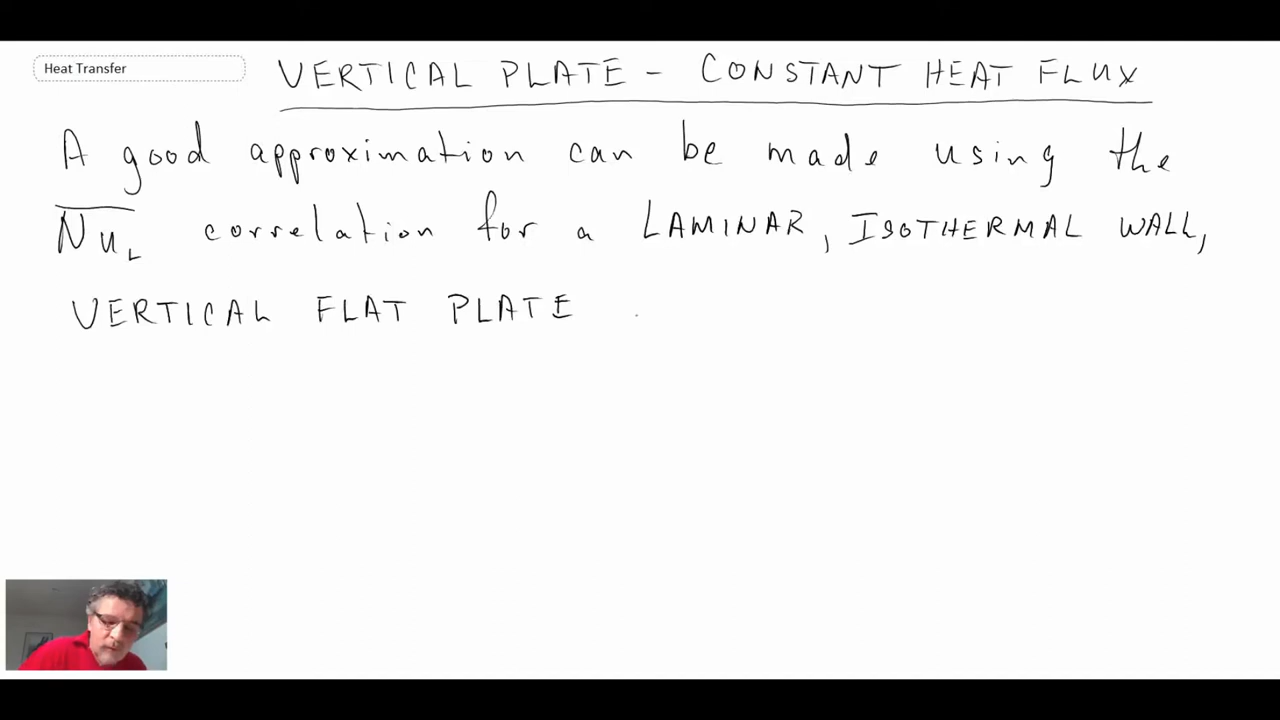 Heat Transfer
VERTICAL PLATE - CONSTANT HEAT FLUX
A good approximation can be made using the
N̅u̅_L correlation for a LAMINAR, ISOTHERMAL WALL,
VERTICAL FLAT PLATE